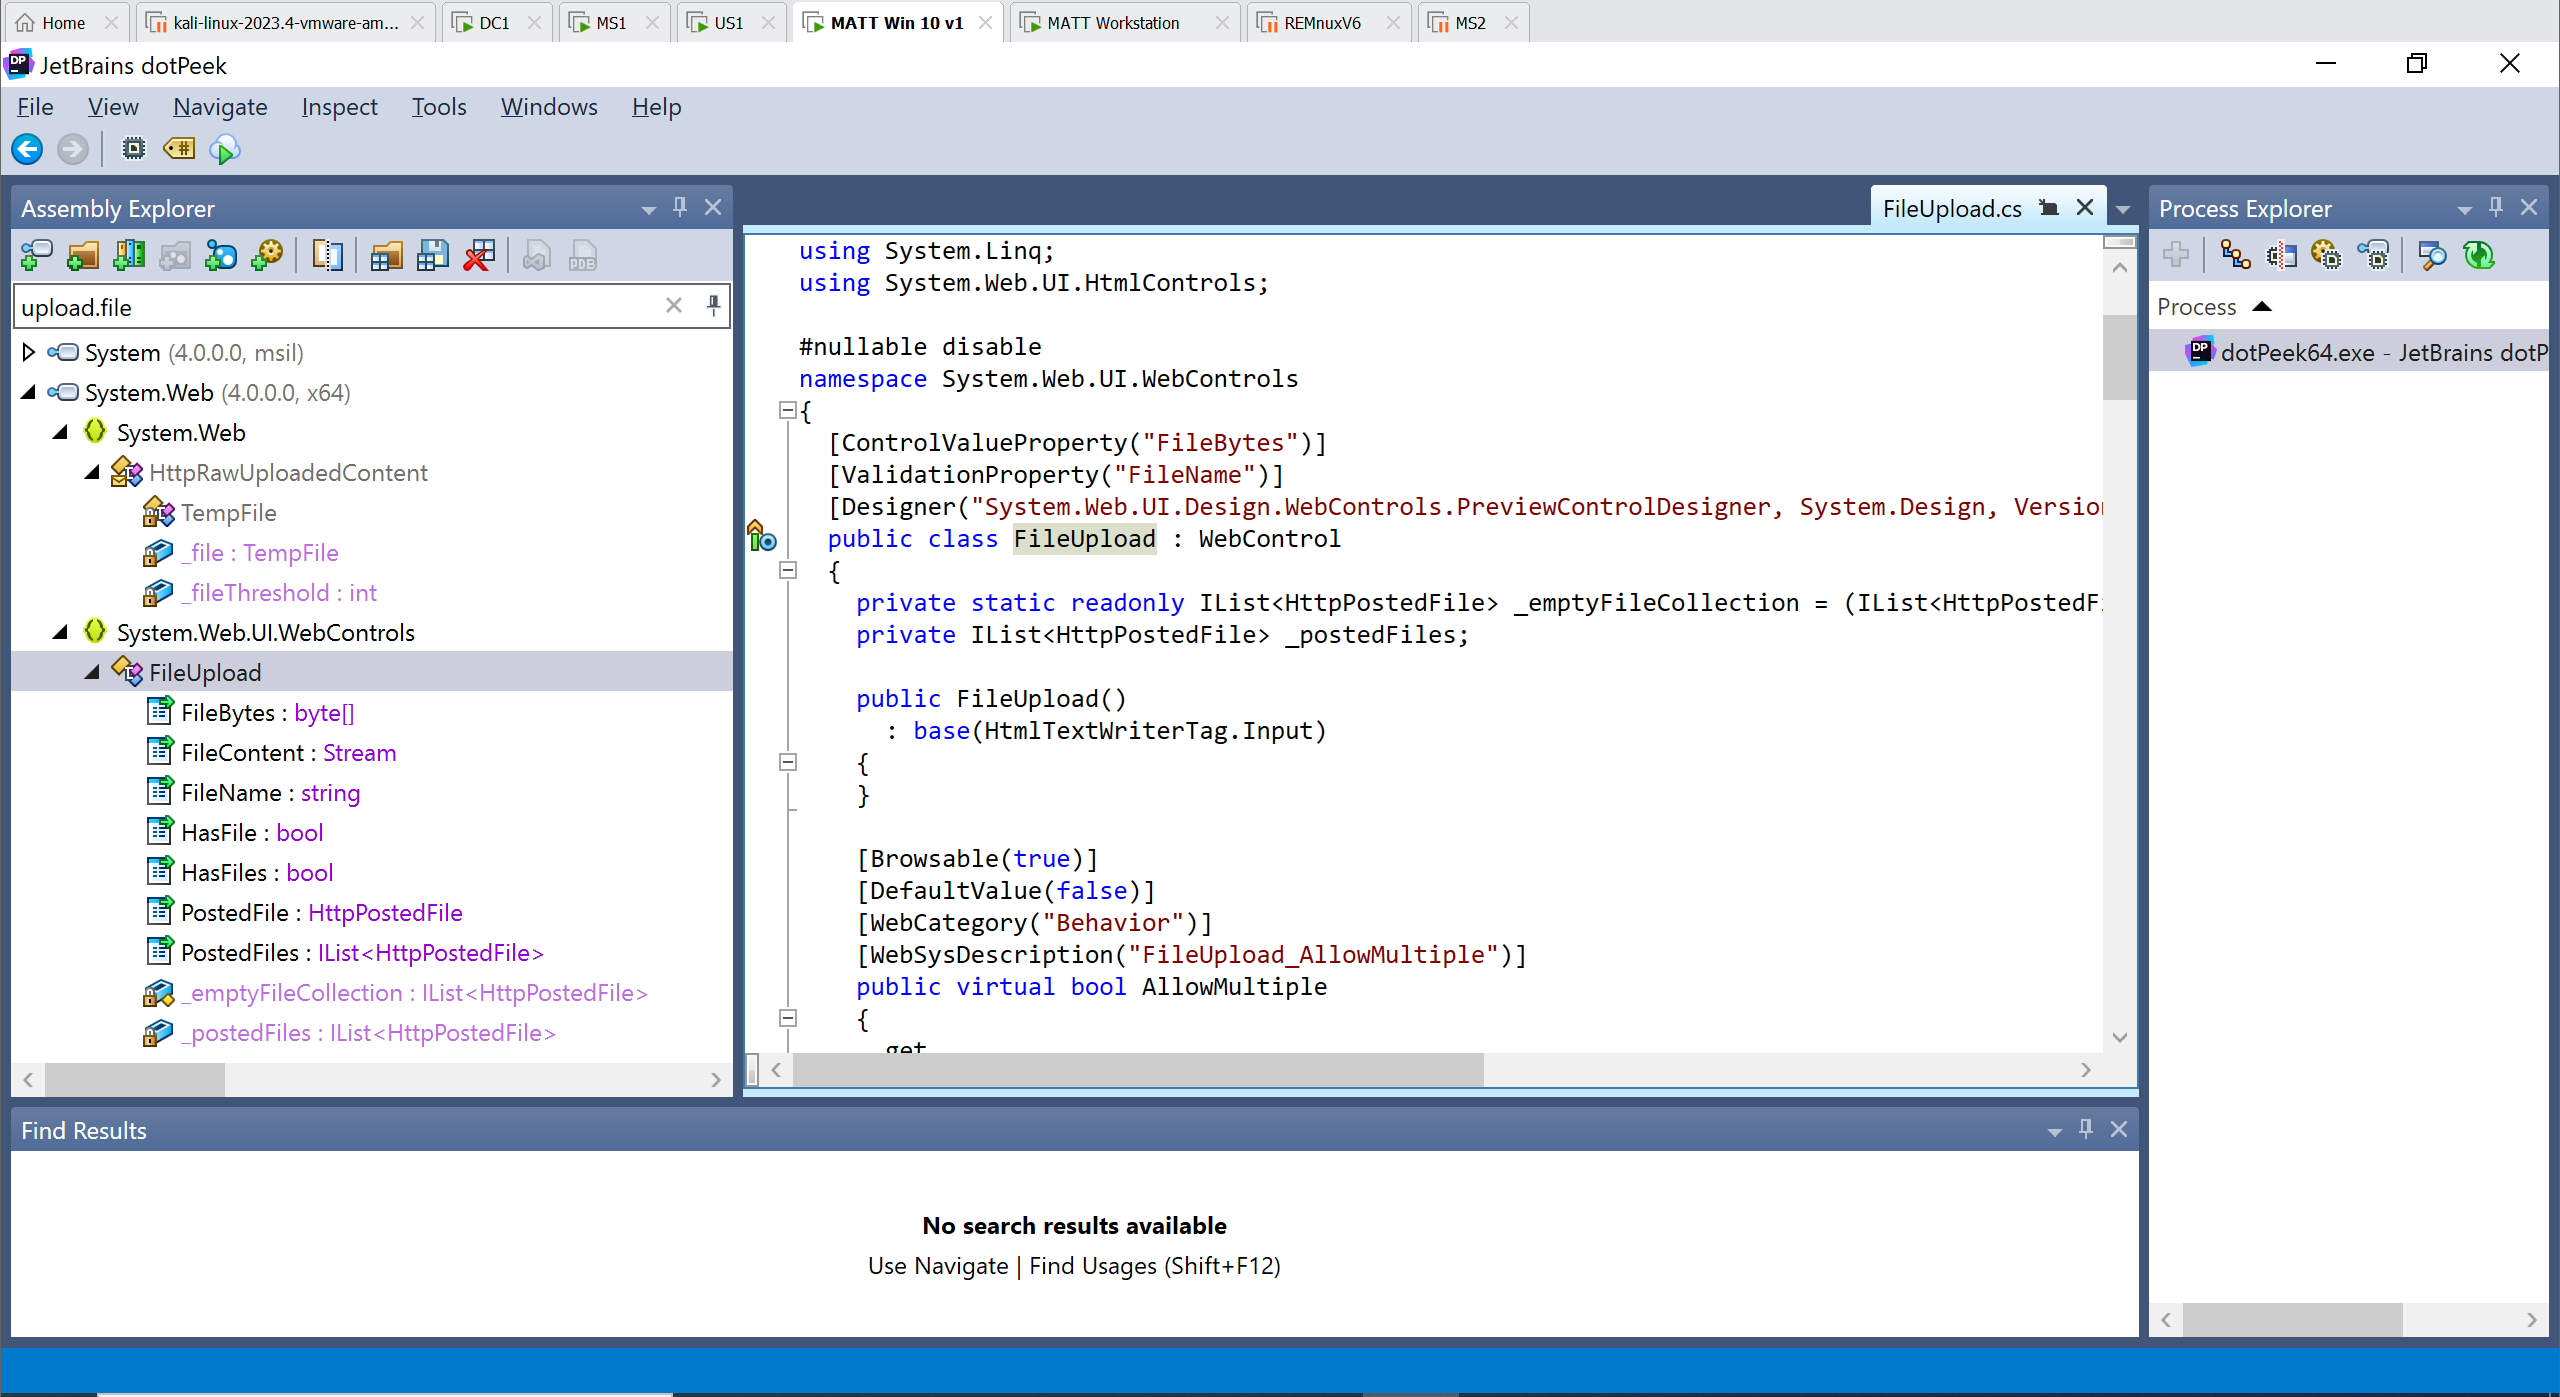 Home
kali-linux-2023.4-vmware-am...
DC1
MS1
US1
MATT Win 10 v1
MATT Workstation
REMnuxV6
MS2
JetBrains dotPeek
File View Navigate Inspect Tools Windows Help
Assembly Explorer
upload.file
System (4.0.0.0, msil)
System.Web (4.0.0.0, x64)
System.Web
HttpRawUploadedContent
TempFile
_file : TempFile
_fileThreshold : int
System.Web.UI.WebControls
FileUpload
FileBytes : byte[]
FileContent : Stream
FileName : string
HasFile : bool
HasFiles : bool
PostedFile : HttpPostedFile
PostedFiles : IList<HttpPostedFile>
_emptyFileCollection : IList<HttpPostedFile>
_postedFiles : IList<HttpPostedFile>
FileUpload.cs
using System.Linq;
using System.Web.UI.HtmlControls;
#nullable disable
namespace System.Web.UI.WebControls
{
[ControlValueProperty("FileBytes")]
[ValidationProperty("FileName")]
[Designer("System.Web.UI.Design.WebControls.PreviewControlDesigner, System.Design, Version
public class FileUpload : WebControl
{
private static readonly IList<HttpPostedFile> _emptyFileCollection = (IList<HttpPostedFi
private IList<HttpPostedFile> _postedFiles;
public FileUpload()
: base(HtmlTextWriterTag.Input)
{
}
[Browsable(true)]
[DefaultValue(false)]
[WebCategory("Behavior")]
[WebSysDescription("FileUpload_AllowMultiple")]
public virtual bool AllowMultiple
{
get
Process Explorer
Process
dotPeek64.exe - JetBrains dotP
Find Results
No search results available
Use Navigate | Find Usages (Shift+F12)